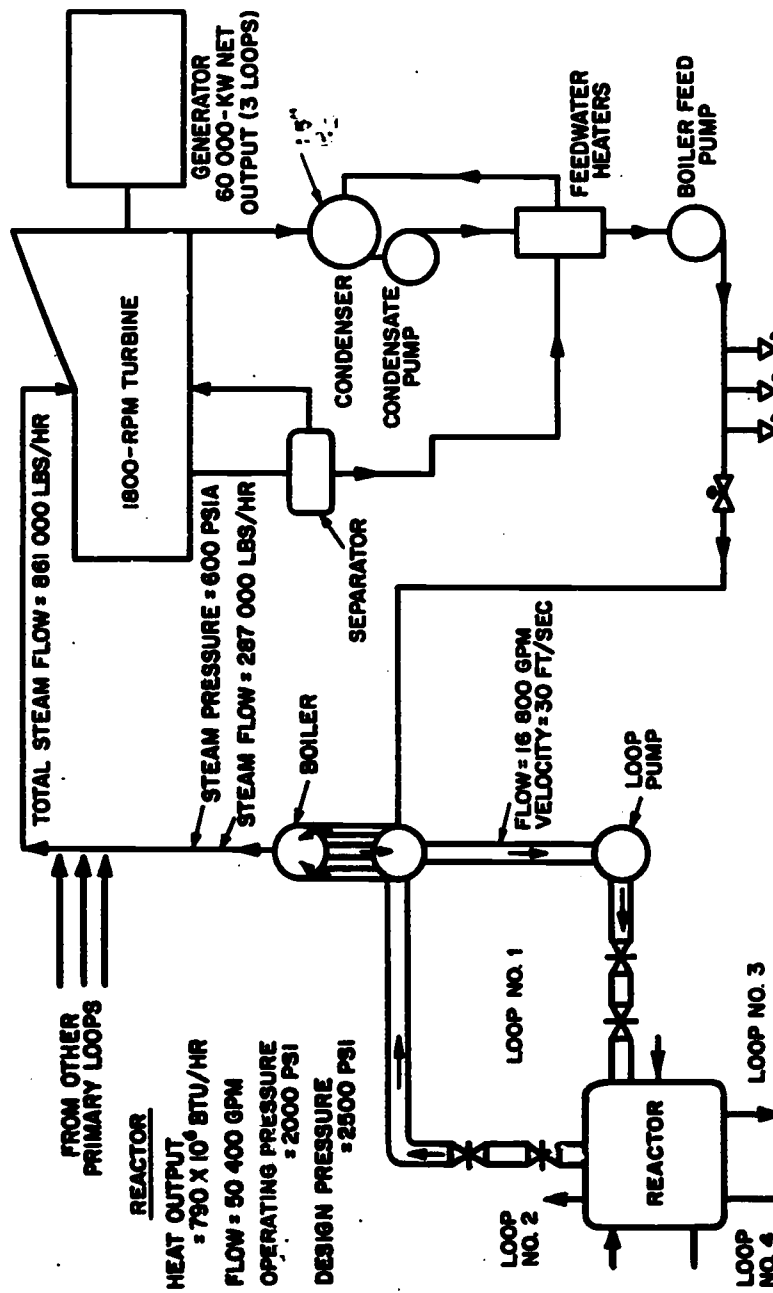 FROM OTHER
PRIMARY LOOPS
REACTOR
HEAT OUTPUT
= 790 X 10⁶ BTU/HR
FLOW = 50 400 GPM
OPERATING PRESSURE
= 2000 PSI
DESIGN PRESSURE
= 2500 PSI
TOTAL STEAM FLOW = 861 000 LBS/HR
STEAM PRESSURE = 600 PSIA
STEAM FLOW = 287 000 LBS/HR
1800-RPM TURBINE
GENERATOR
60 000-KW NET
OUTPUT (3 LOOPS)
SEPARATOR
BOILER
CONDENSER
CONDENSATE
PUMP
FEEDWATER
HEATERS
BOILER FEED
PUMP
FLOW = 16 800 GPM
VELOCITY = 30 FT/SEC
LOOP
PUMP
LOOP NO. 1
LOOP
NO. 2
REACTOR
LOOP NO. 3
LOOP
NO. 4